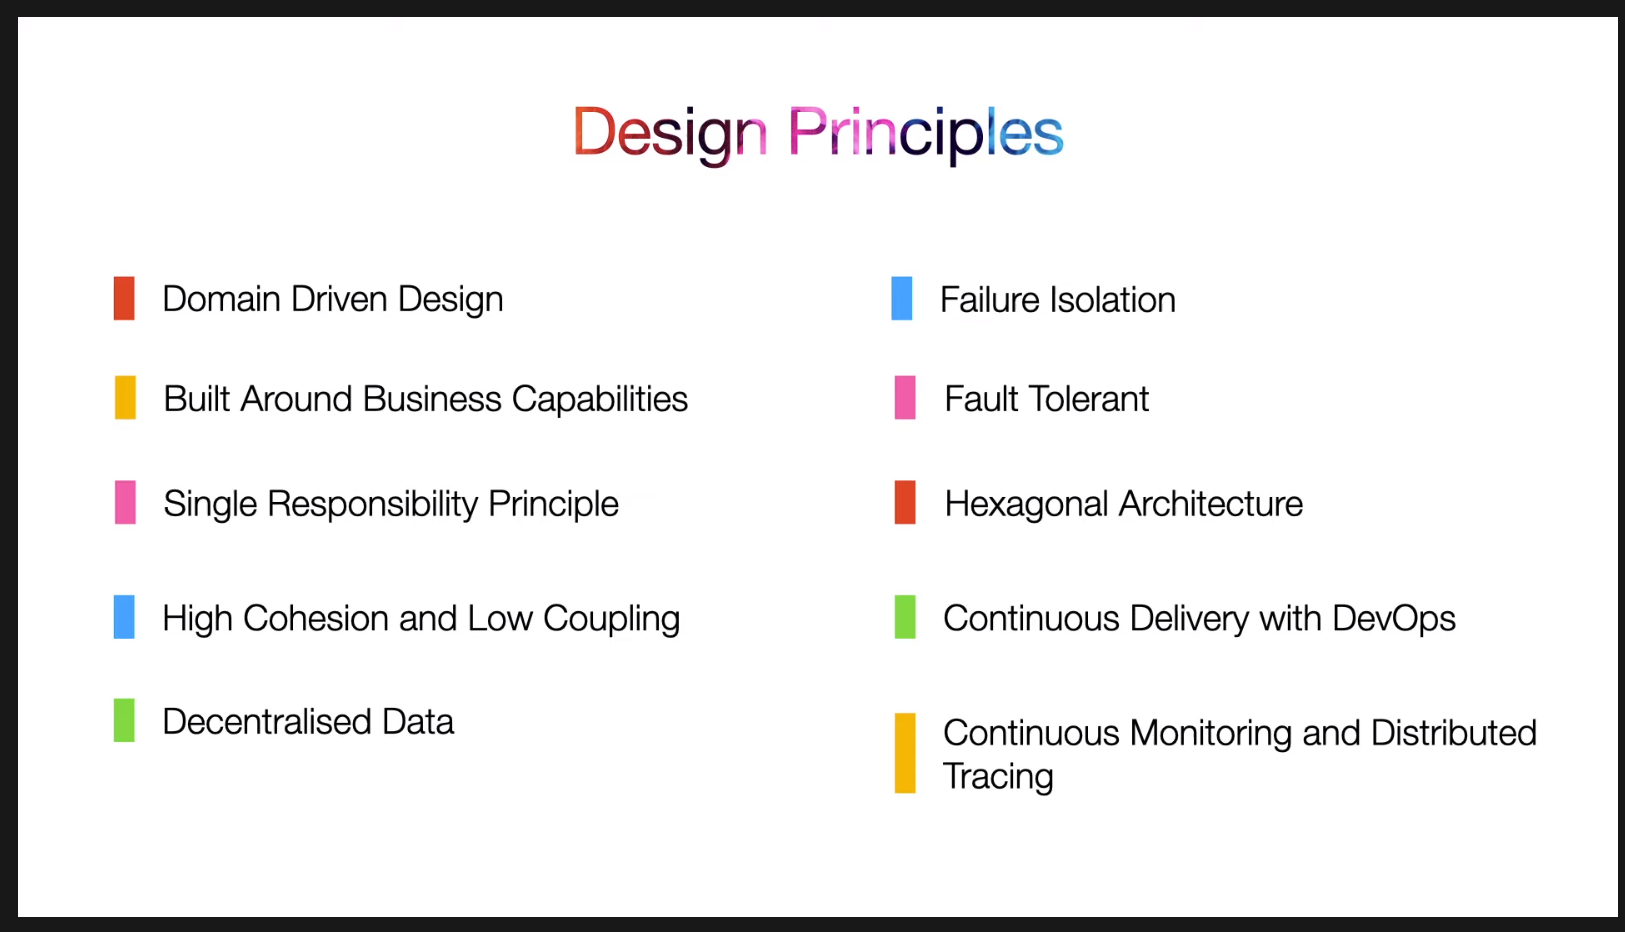 Design Principles
Domain Driven Design
Built Around Business Capabilities
Single Responsibility Principle
High Cohesion and Low Coupling
Decentralised Data
Failure Isolation
Fault Tolerant
Hexagonal Architecture
Continuous Delivery with DevOps
Continuous Monitoring and Distributed
Tracing